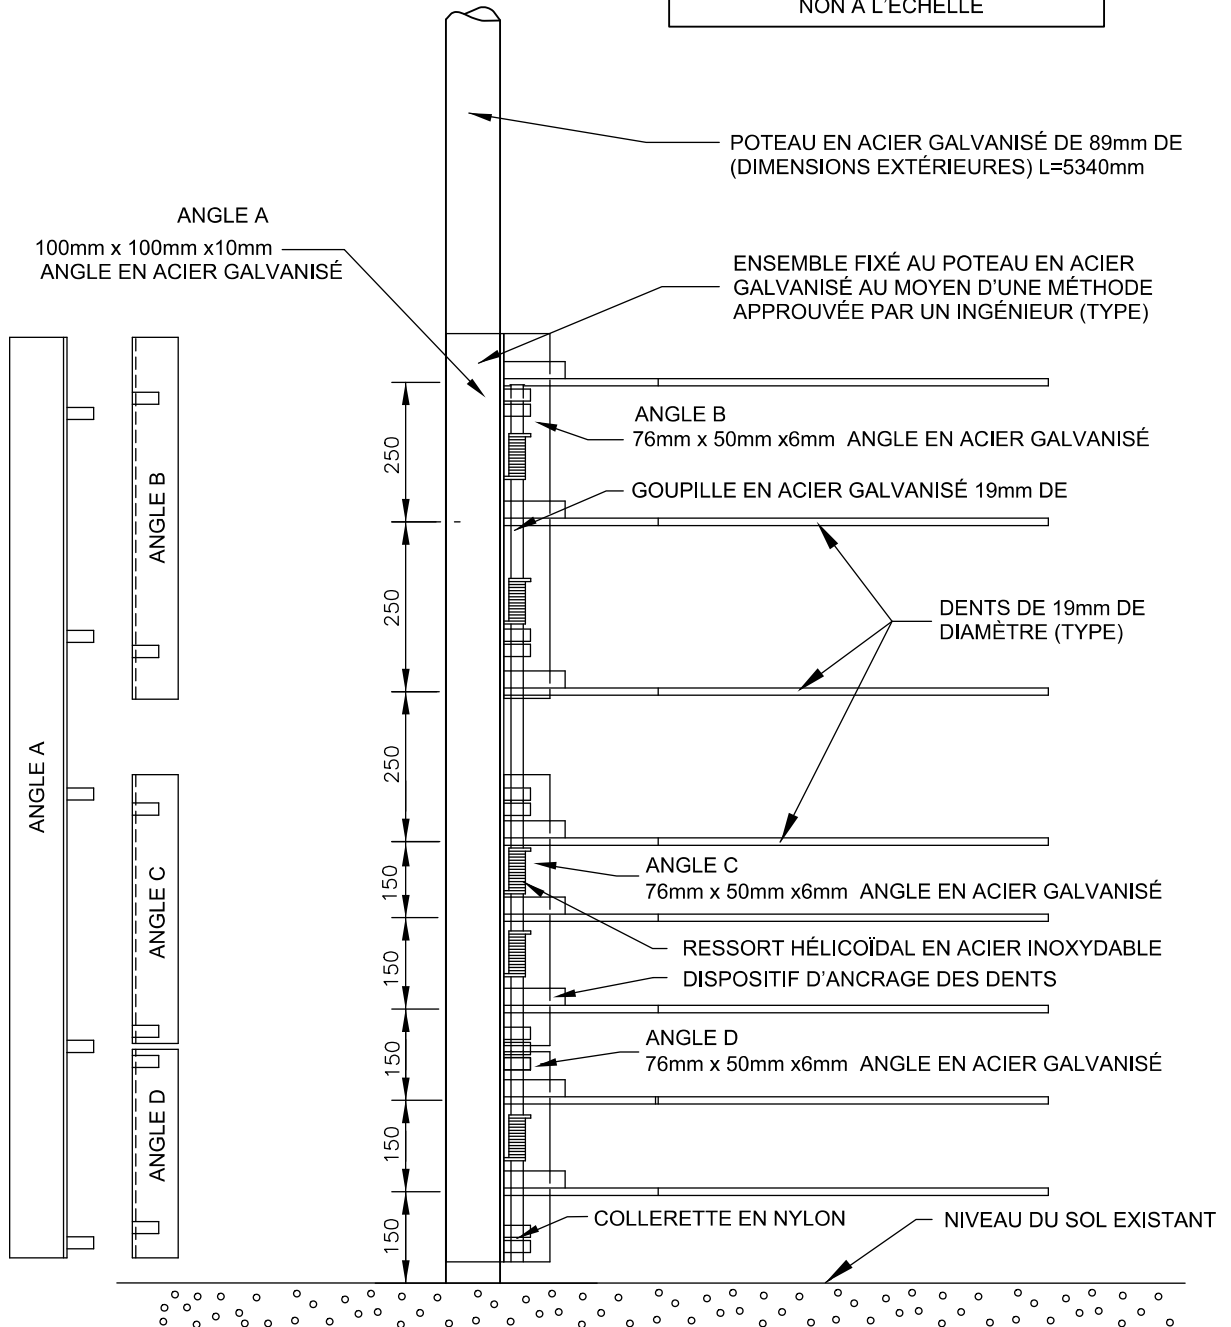 NON À L'ÉCHELLE
POTEAU EN ACIER GALVANISÉ DE 89mm DE
(DIMENSIONS EXTÉRIEURES) L=5340mm
ANGLE A
100mm x 100mm x10mm
ANGLE EN ACIER GALVANISÉ
ENSEMBLE FIXÉ AU POTEAU EN ACIER
GALVANISÉ AU MOYEN D'UNE MÉTHODE
APPROUVÉE PAR UN INGÉNIEUR (TYPE)
ANGLE B
76mm x 50mm x6mm ANGLE EN ACIER GALVANISÉ
250
ANGLE B
GOUPILLE EN ACIER GALVANISÉ 19mm DE
250
DENTS DE 19mm DE
DIAMÈTRE (TYPE)
250
ANGLE A
ANGLE C
76mm x 50mm x6mm ANGLE EN ACIER GALVANISÉ
150
ANGLE C
RESSORT HÉLICOÏDAL EN ACIER INOXYDABLE
150
DISPOSITIF D'ANCRAGE DES DENTS
ANGLE D
76mm x 50mm x6mm ANGLE EN ACIER GALVANISÉ
150
ANGLE D
150
COLLERETTE EN NYLON
NIVEAU DU SOL EXISTANT
150